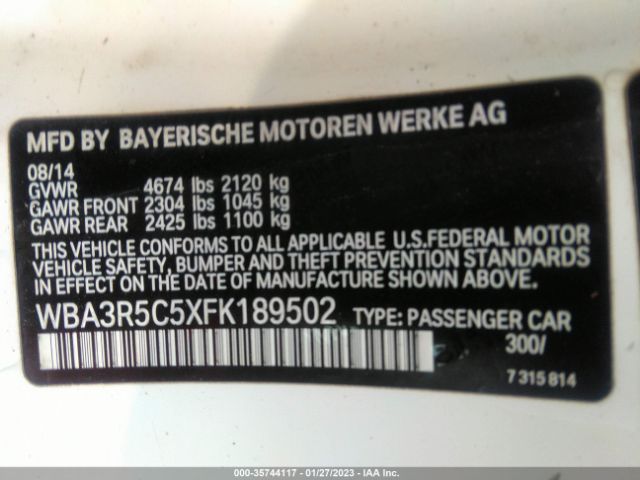 MFD BY BAYERISCHE MOTOREN WERKE AG
08/14
GVWR 4674 lbs 2120 kg
GAWR FRONT 2304 lbs 1045 kg
GAWR REAR 2425 lbs 1100 kg
THIS VEHICLE CONFORMS TO ALL APPLICABLE U.S.FEDERAL MOTOR
VEHICLE SAFETY, BUMPER AND THEFT PREVENTION STANDARDS
IN EFFECT ON THE DATE OF MANUFACTURE SHOWN ABOVE.
WBA3R5C5XFK189502 TYPE: PASSENGER CAR
300/
7 315 814
000-35744117 - 01/27/2023 - IAA Inc.